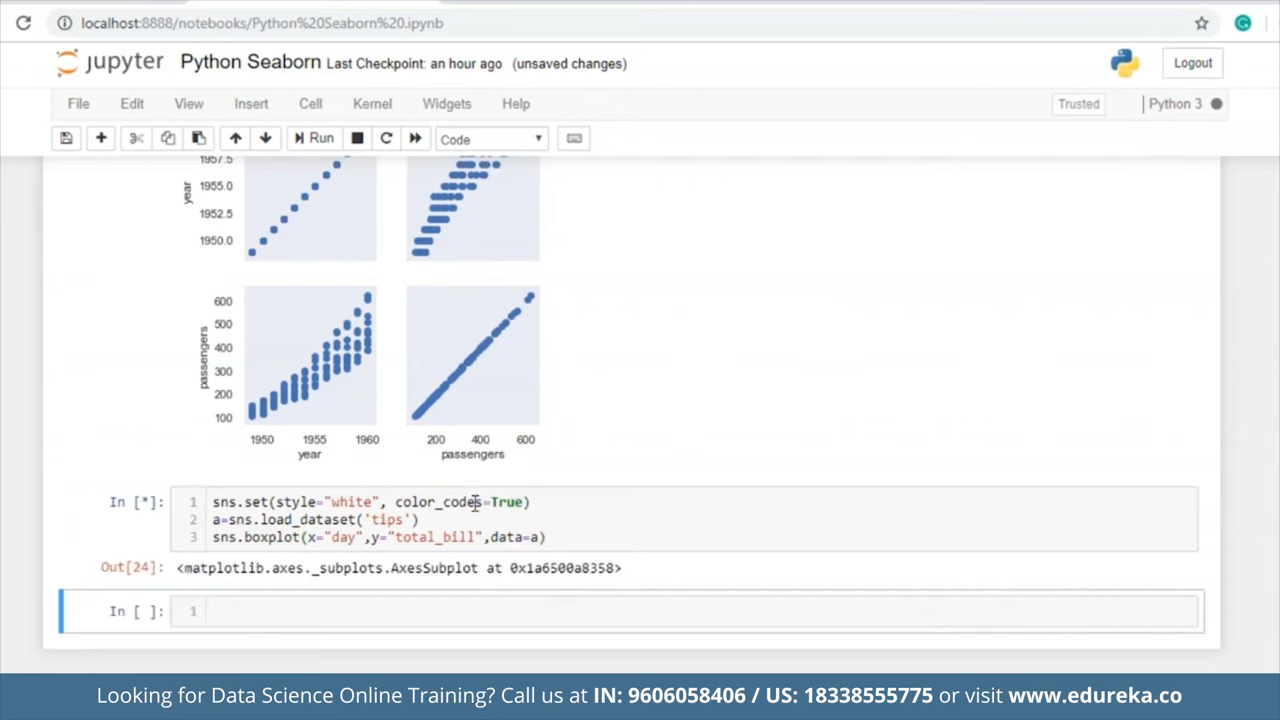 localhost:8888/notebooks/Python%20Seaborn%20.ipynb
jupyter Python Seaborn Last Checkpoint: an hour ago (unsaved changes) Logout
File Edit View Insert Cell Kernel Widgets Help Trusted Python 3
Run Code
1957.5
1955.0
1952.5
1950.0
year
600
500
400
300
200
100
passengers
1950 1955 1960 200 400 600
year passengers
In [*]: 1 sns.set(style="white", color_codes=True)
2 a=sns.load_dataset('tips')
3 sns.boxplot(x="day",y="total_bill",data=a)
Out[24]: <matplotlib.axes._subplots.AxesSubplot at 0x1a6500a8358>
In [ ]: 1
Looking for Data Science Online Training? Call us at IN: 9606058406 / US: 18338555775 or visit www.edureka.co